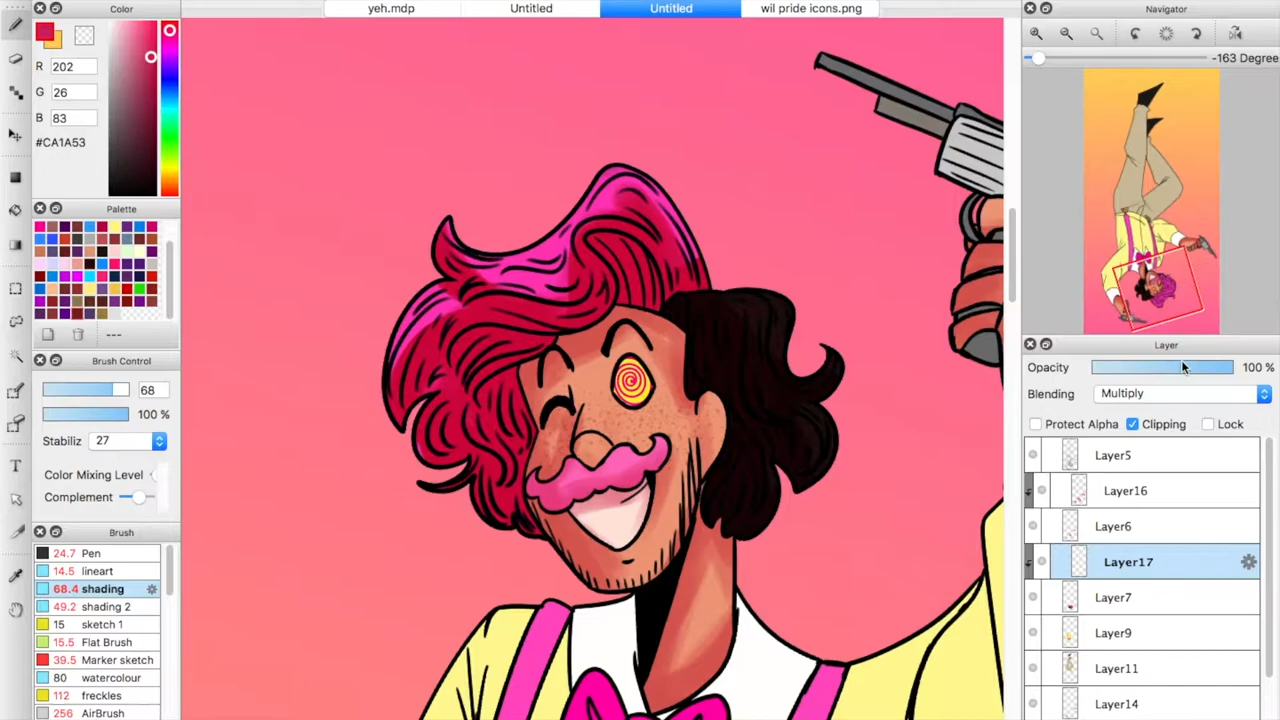 Color
yeh.mdp
Untitled
Untitled
wil pride icons.png
Navigator
R 202
G 26
B 83
#CA1A53
-163 Degree
Palette
---
Brush Control
68
100 %
Stabiliz 27
Color Mixing Level
Complement
Brush
24.7 Pen
14.5 lineart
68.4 shading
49.2 shading 2
15 sketch 1
15.5 Flat Brush
39.5 Marker sketch
80 watercolour
112 freckles
256 AirBrush
Layer
Opacity 100 %
Blending Multiply
Protect Alpha Clipping Lock
Layer5
Layer16
Layer6
Layer17
Layer7
Layer9
Layer11
Layer14